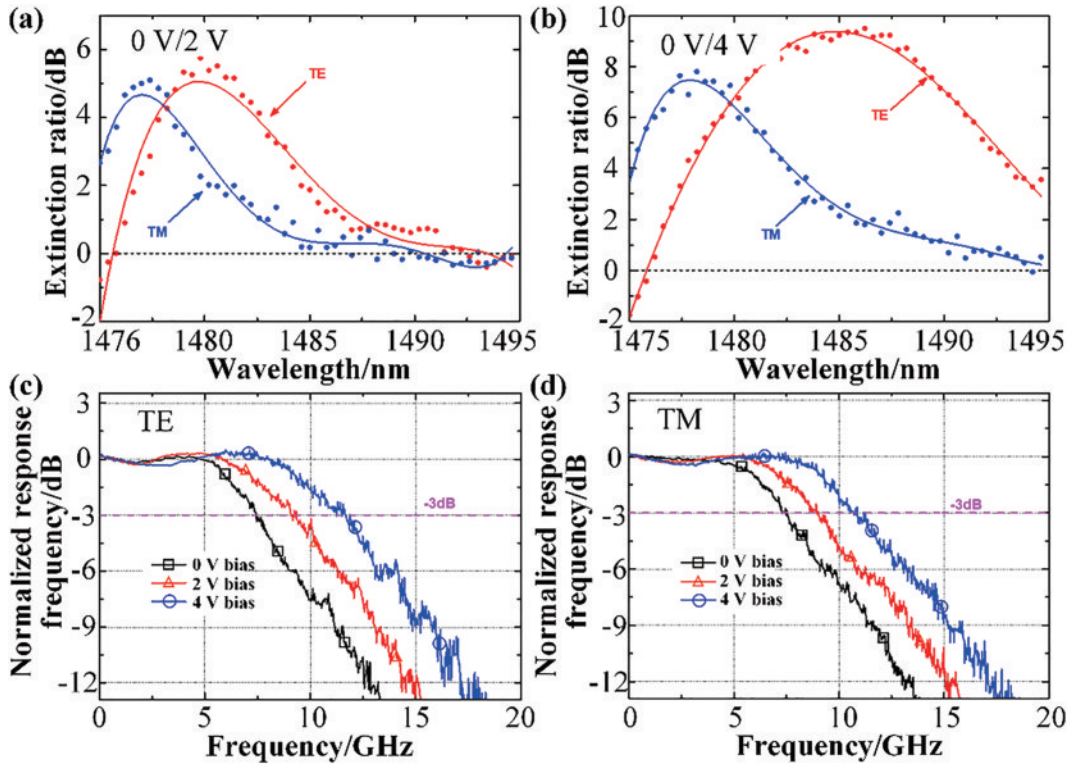 (a)
0 V/2 V
Extinction ratio/dB
6
4
2
0
-2
TE
TM
1476
1480
1485
1490
1495
Wavelength/nm
(b)
0 V/4 V
Extinction ratio/dB
10
8
6
4
2
0
-2
TE
TM
1475
1480
1485
1490
1495
Wavelength/nm
(c)
TE
Normalized response
frequency/dB
3
0
-3
-6
-9
-12
-3dB
0 V bias
2 V bias
4 V bias
0
5
10
15
20
Frequency/GHz
(d)
TM
Normalized response
frequency/dB
3
0
-3
-6
-9
-12
-3dB
0 V bias
2 V bias
4 V bias
0
5
10
15
20
Frequency/GHz